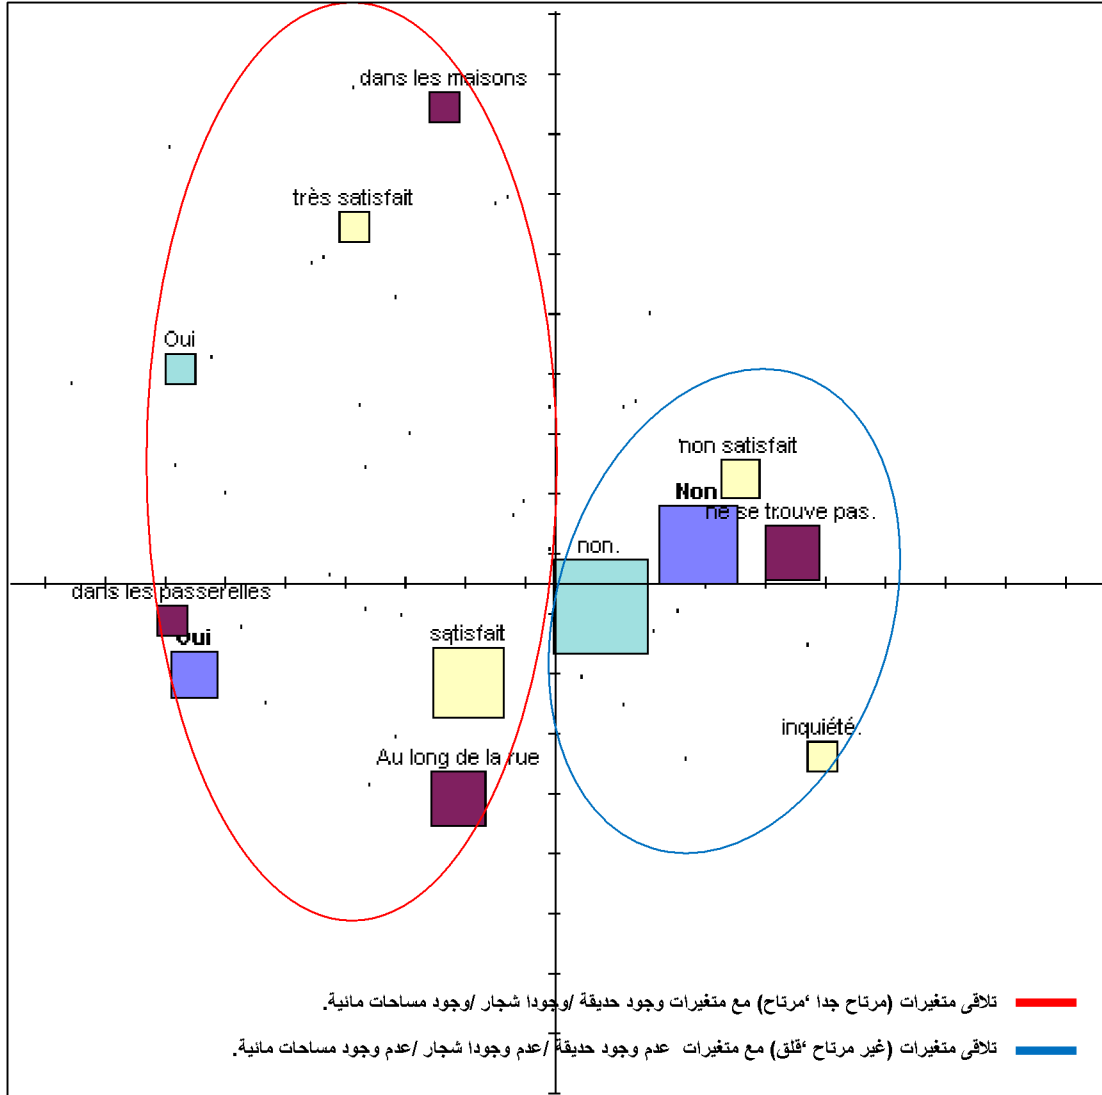 dans les maisons
très satisfait
Oui
non satisfait
Non
ne se trouve pas.
non.
dans les passerelles
Oui
satisfait
inquiété.
Au long de la rue
تلاقى متغيرات (مرتاح جدا ،مرتاح) مع متغيرات وجود حديقة /وجودا شجار /وجود مساحات مائية.
تلاقى متغيرات (غير مرتاح ،قلق) مع متغيرات عدم وجود حديقة /عدم وجودا شجار /عدم وجود مساحات مائية.